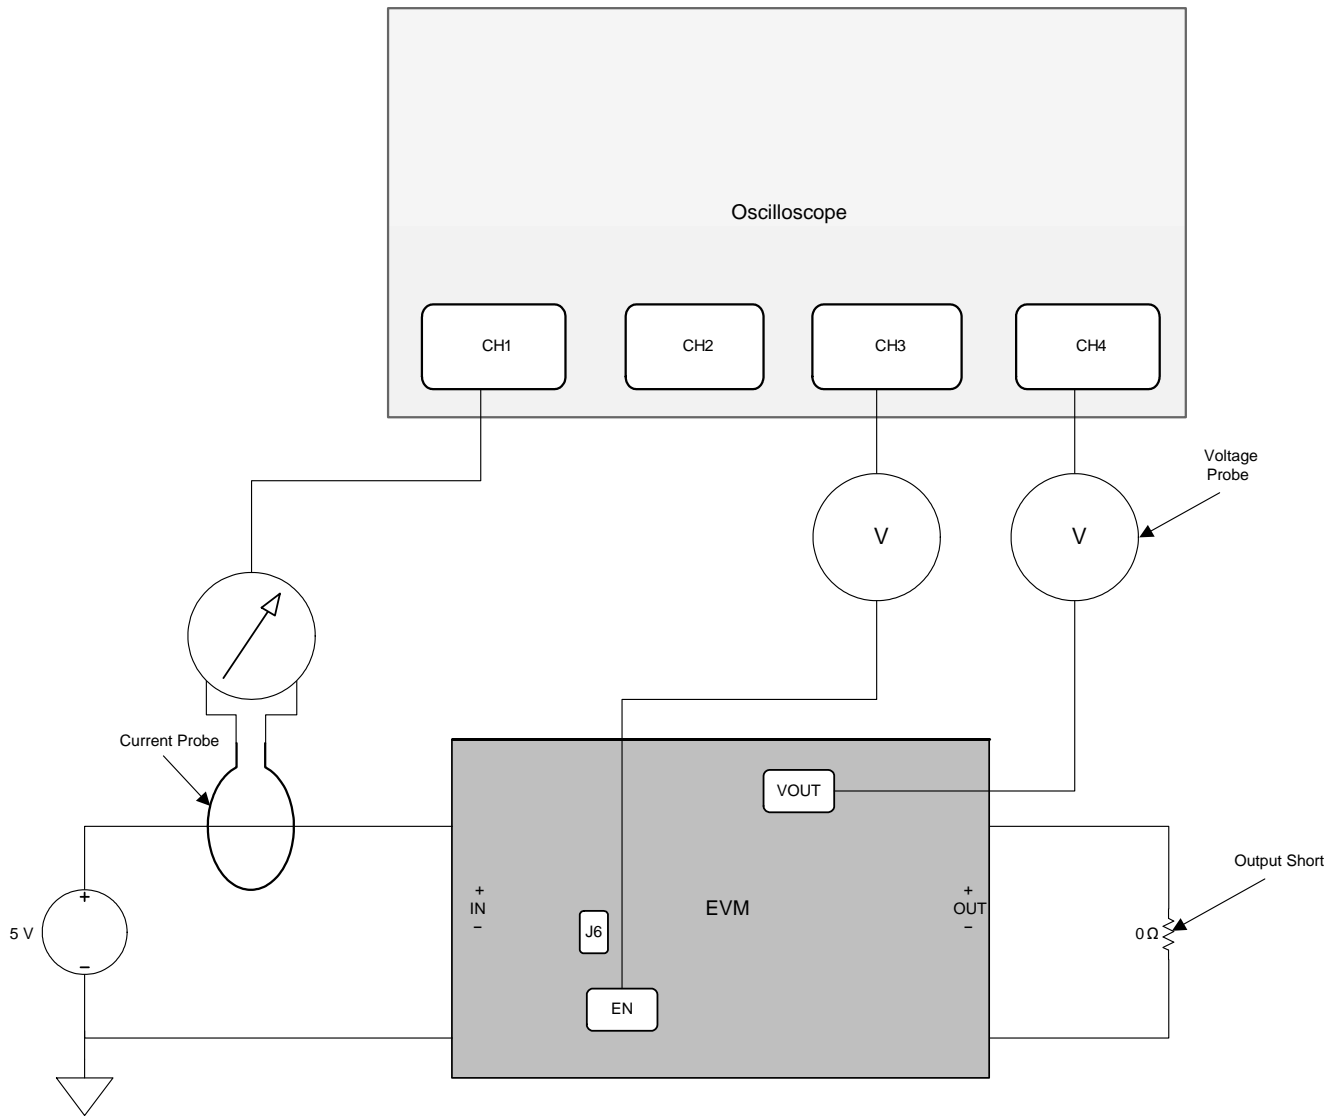 Oscilloscope
CH1
CH2
CH3
CH4
Voltage
Probe
V
V
Current Probe
VOUT
Output Short
+
IN
−
EVM
+
OUT
−
J6
+
5 V
−
0 Ω
EN